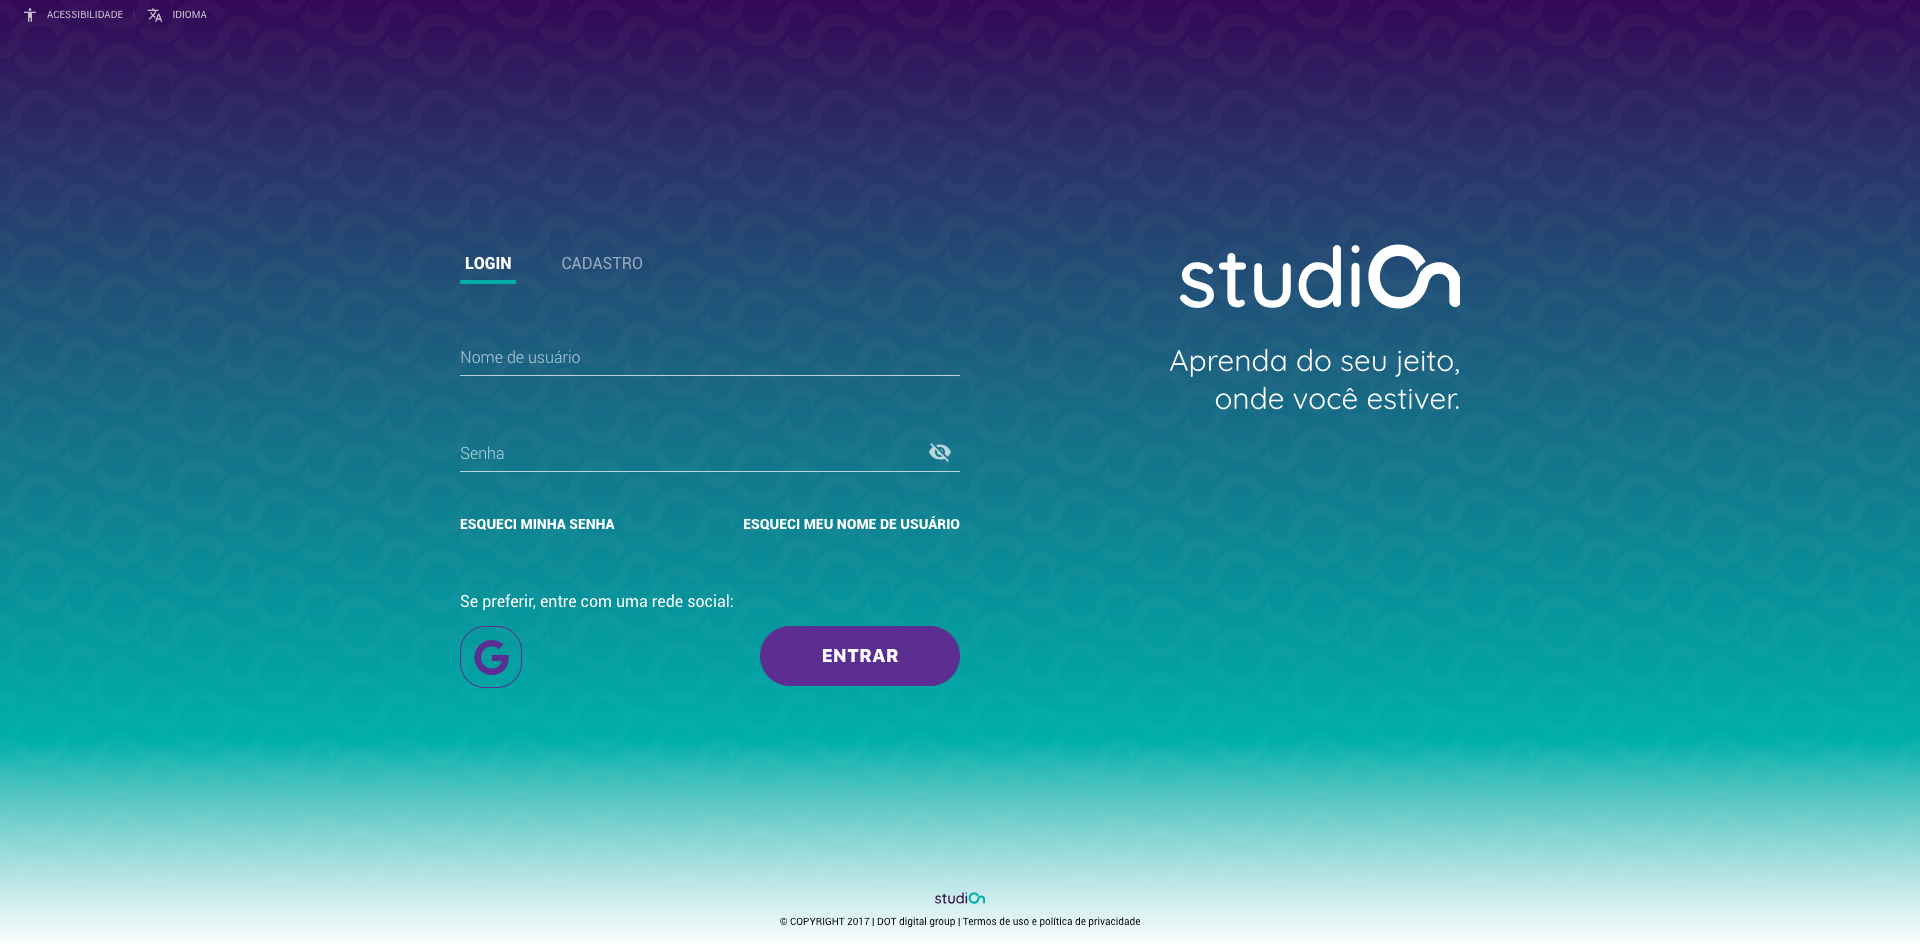 ACESSIBILIDADE | IDIOMA
LOGIN CADASTRO
Nome de usuário
Senha
ESQUECI MINHA SENHA ESQUECI MEU NOME DE USUÁRIO
Se preferir, entre com uma rede social:
G ENTRAR
studiOn
Aprenda do seu jeito,
onde você estiver.
studiOn
© COPYRIGHT 2017 | DOT digital group | Termos de uso e política de privacidade